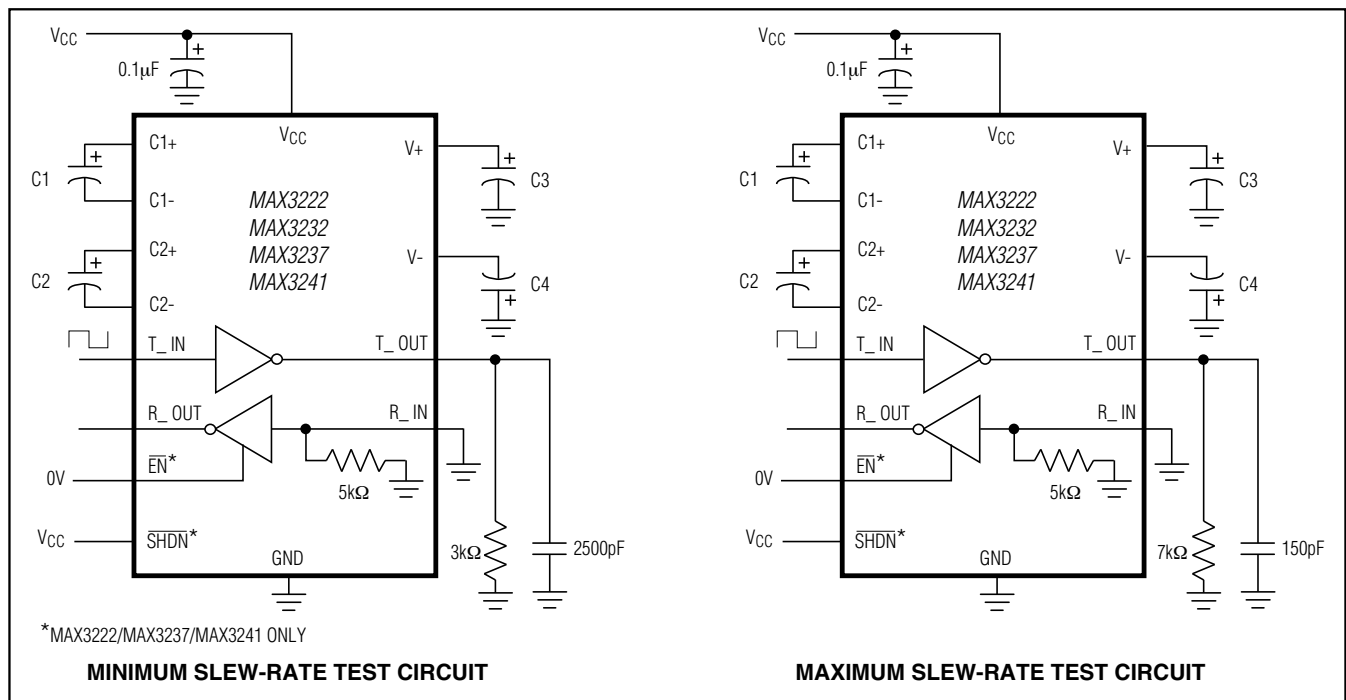 VCC
+
0.1µF
VCC
C1+
C1
+
C1-
C2+
C2
+
C2-
MAX3222
MAX3232
MAX3237
MAX3241
V+
+
C3
V-
C4
+
T_ IN
T_ OUT
R_ OUT
R_ IN
EN*
0V
5kΩ
VCC
SHDN*
GND
3kΩ
2500pF
*MAX3222/MAX3237/MAX3241 ONLY
MINIMUM SLEW-RATE TEST CIRCUIT
VCC
+
0.1µF
VCC
C1+
C1
+
C1-
C2+
C2
+
C2-
MAX3222
MAX3232
MAX3237
MAX3241
V+
+
C3
V-
C4
+
T_ IN
T_ OUT
R_ OUT
R_ IN
EN*
0V
5kΩ
VCC
SHDN*
GND
7kΩ
150pF
MAXIMUM SLEW-RATE TEST CIRCUIT